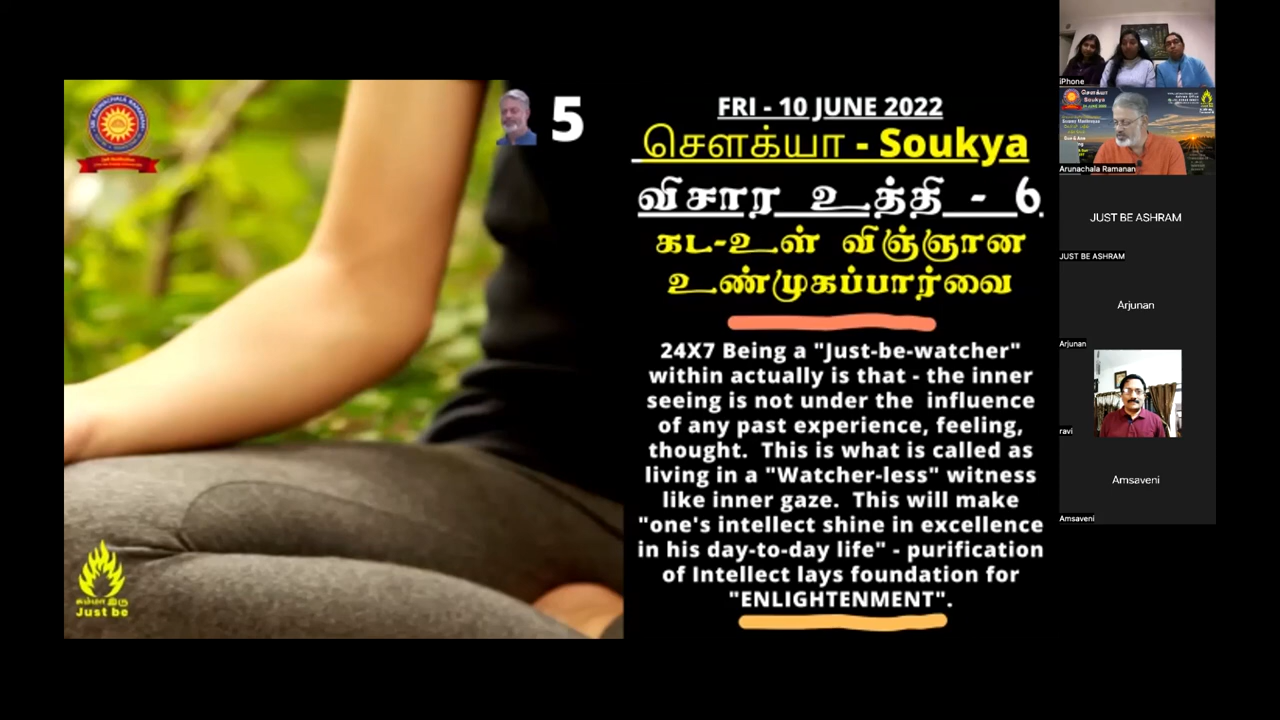 5
FRI - 10 JUNE 2022
சௌக்யா - Soukya
விசார உத்தி - 6
கட-உள் விஞ்ஞான
உண்முகப்பார்வை
24X7 Being a "Just-be-watcher"
within actually is that - the inner
seeing is not under the influence
of any past experience, feeling,
thought. This is what is called as
living in a "Watcher-less" witness
like inner gaze. This will make
"one's intellect shine in excellence
in his day-to-day life" - purification
of Intellect lays foundation for
"ENLIGHTENMENT".
சும்மா இரு
Just be
iPhone
சௌக்யா
Soukya
Arunachala Ramanan
JUST BE ASHRAM
JUST BE ASHRAM
Arjunan
Arjunan
ravi
Amsaveni
Amsaveni